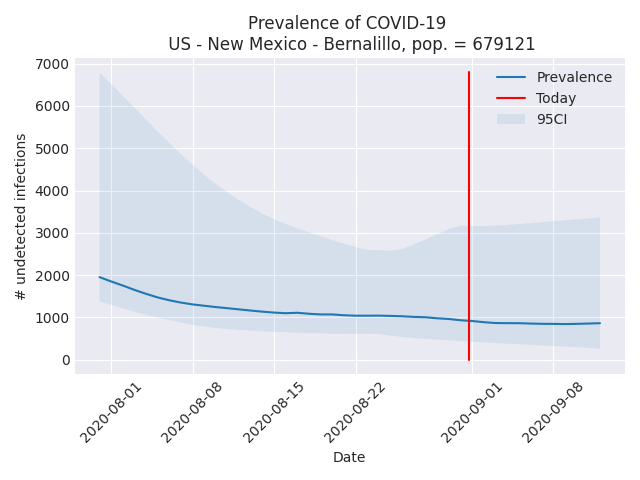 Prevalence of COVID-19
US - New Mexico - Bernalillo, pop. = 679121
Prevalence
Today
95CI
7000
6000
5000
4000
3000
2000
1000
0
# undetected infections
2020-08-01
2020-08-08
2020-08-15
2020-08-22
2020-09-01
2020-09-08
Date